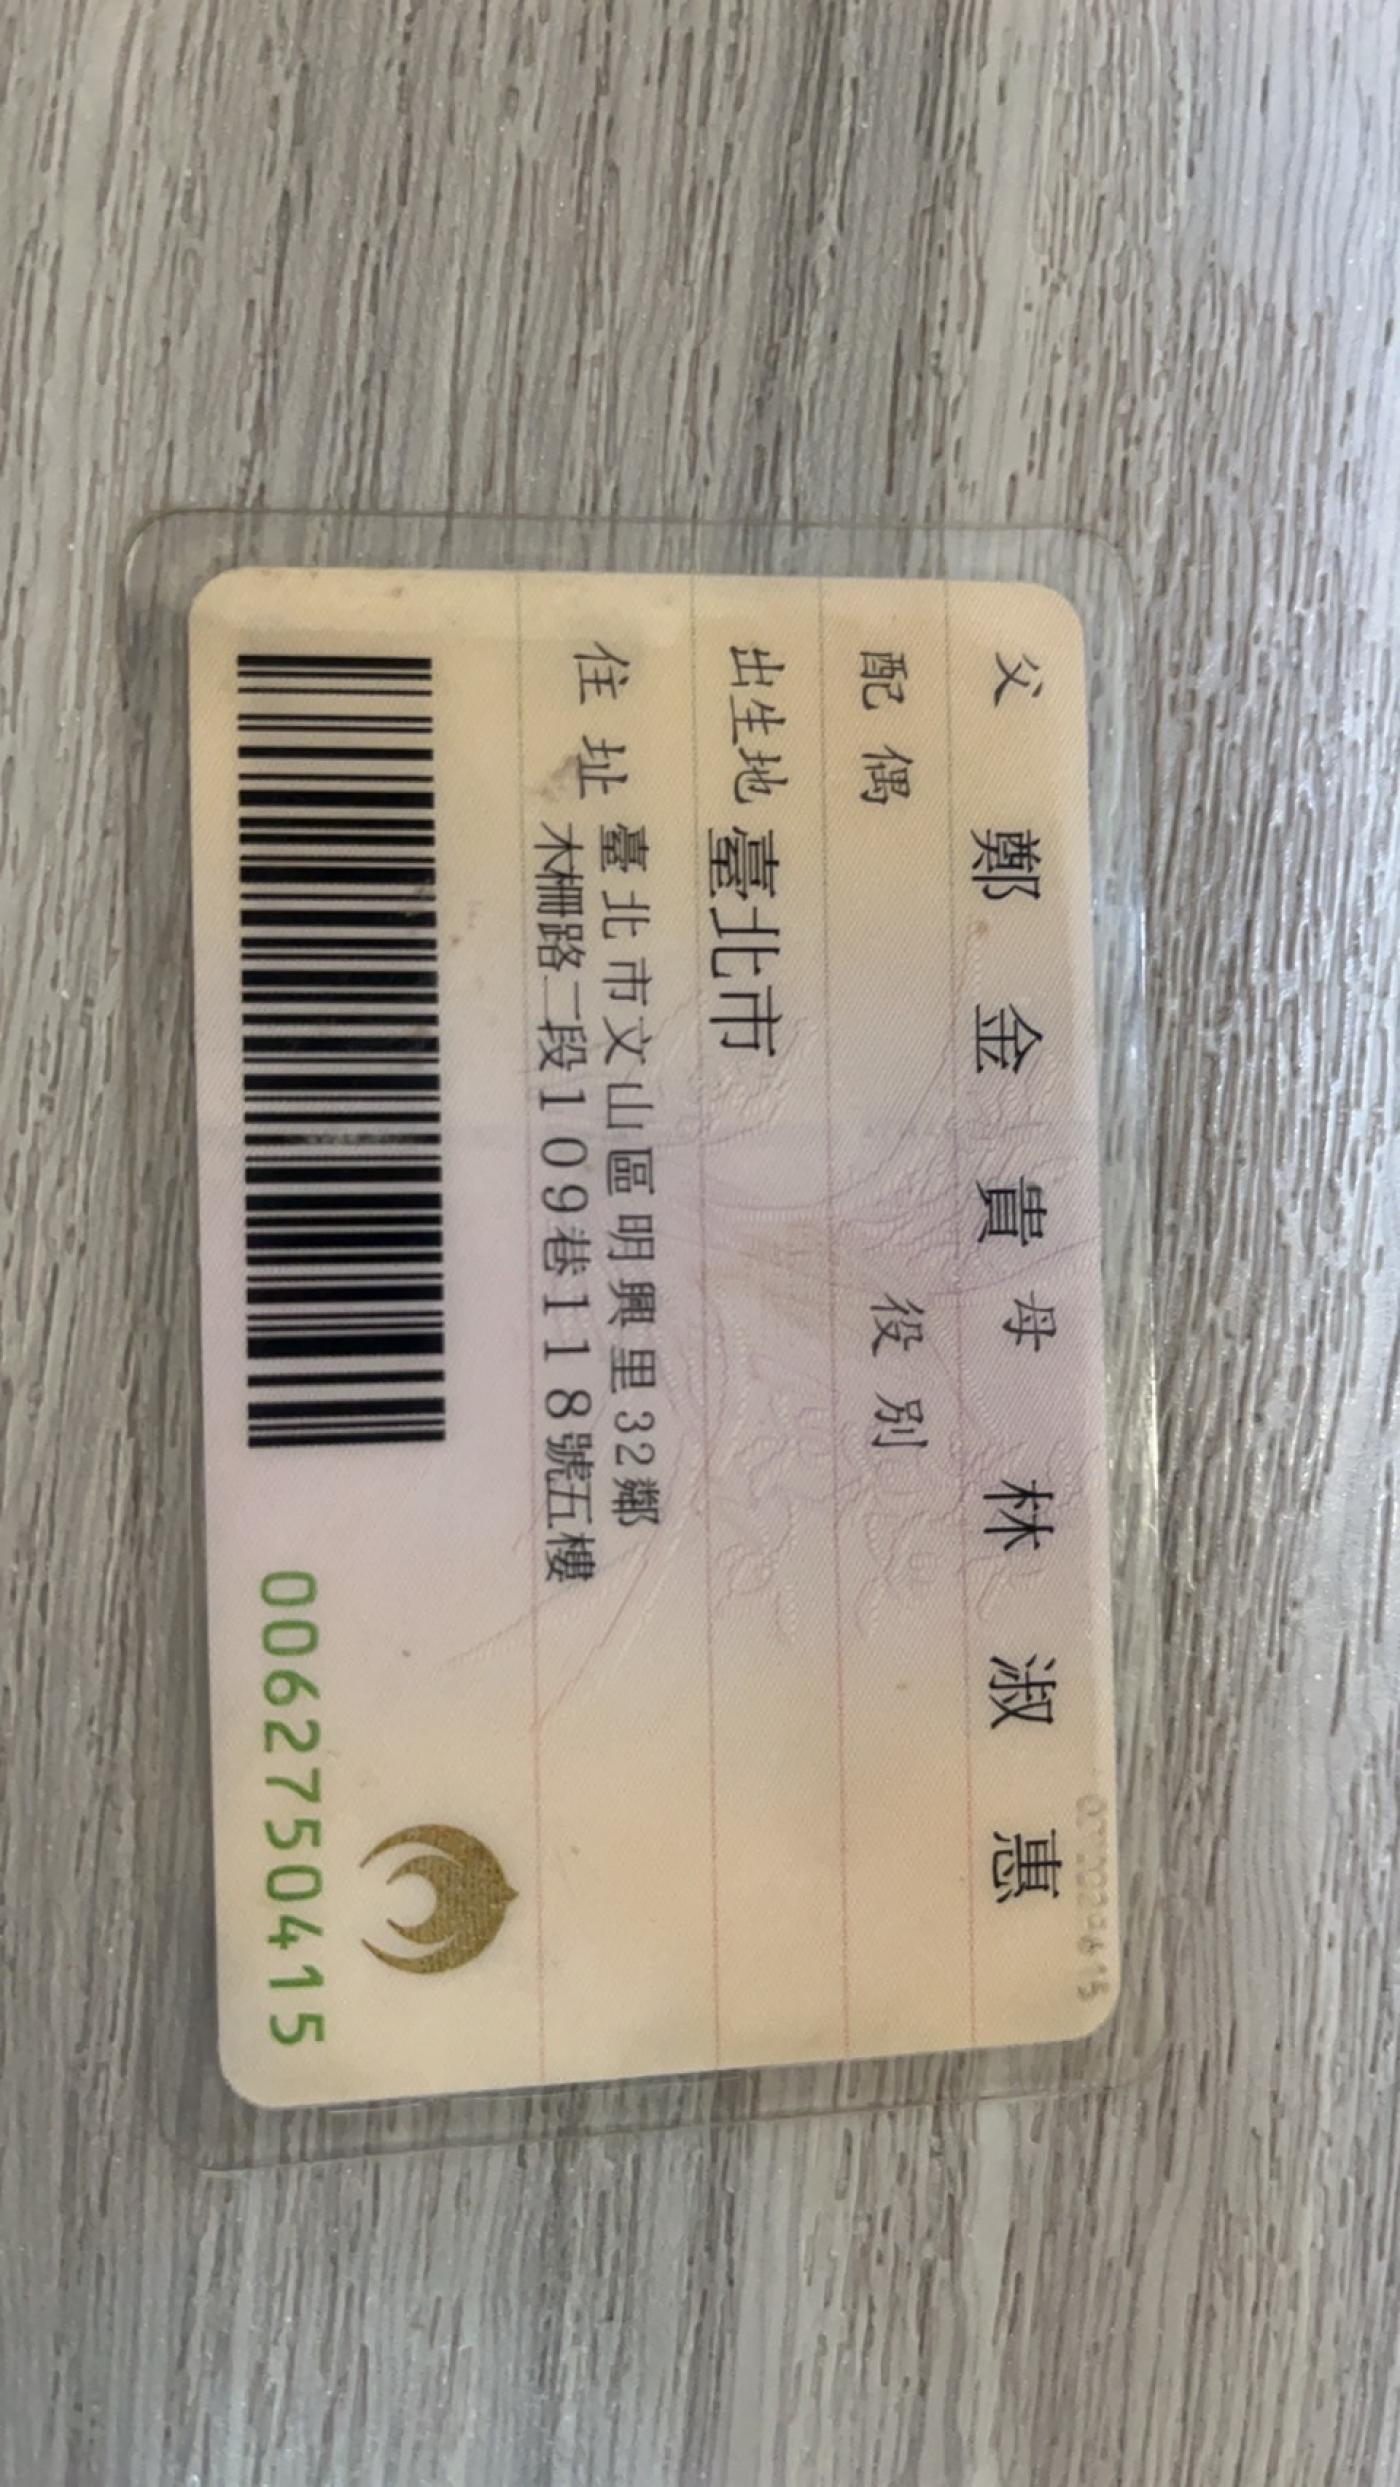 父 鄭金貴 母 林淑惠
配偶 役別
出生地 臺北市
住址 臺北市文山區明興里32鄰
木柵路二段109巷118號五樓
0062750415